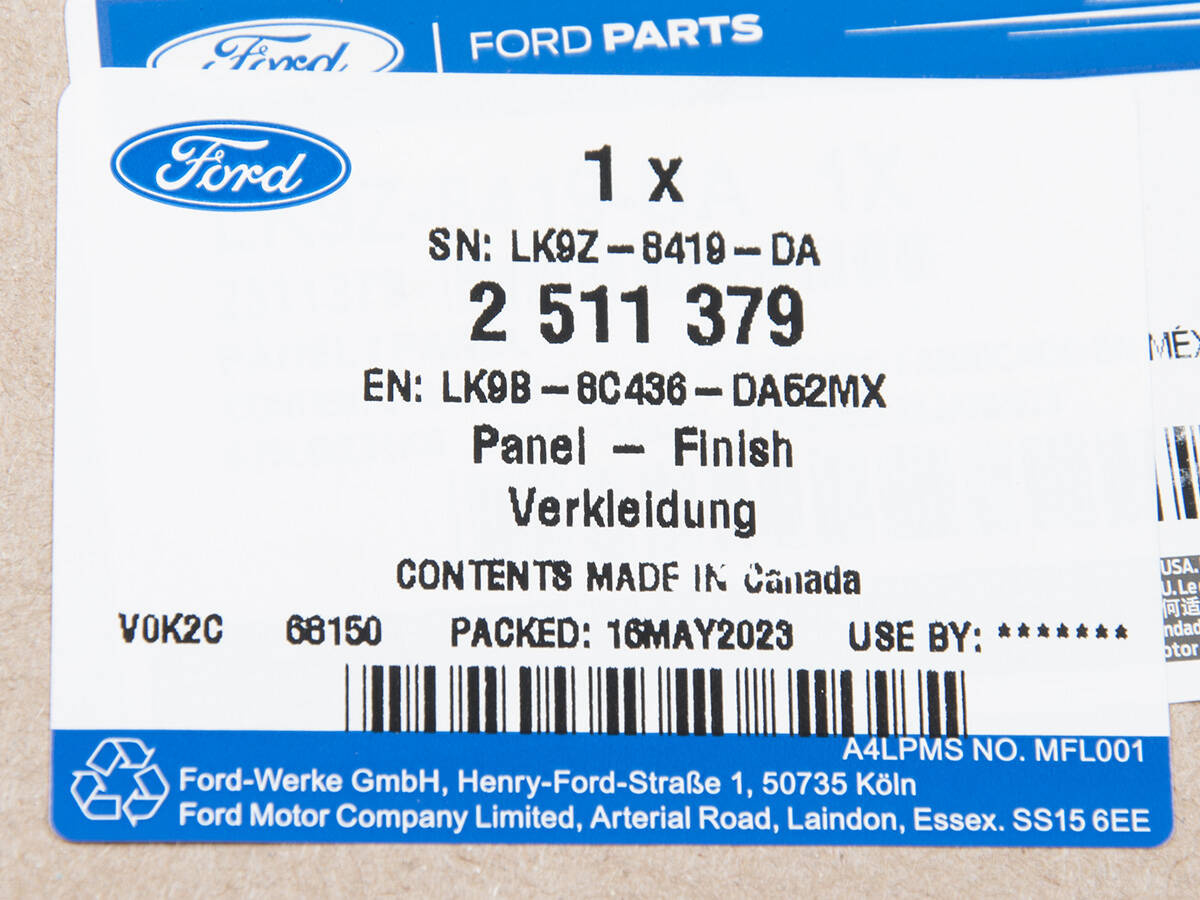 Ford
FORD PARTS
Ford
1 x
SN: LK9Z-8419-DA
2 511 379
EN: LK9B-8C436-DA52MX
Panel - Finish
Verkleidung
CONTENTS MADE IN Canada
V0K2C 68150 PACKED: 16MAY2023 USE BY: *******
A4LPMS NO. MFL001
Ford-Werke GmbH, Henry-Ford-Straße 1, 50735 Köln
Ford Motor Company Limited, Arterial Road, Laindon, Essex. SS15 6EE
USA.